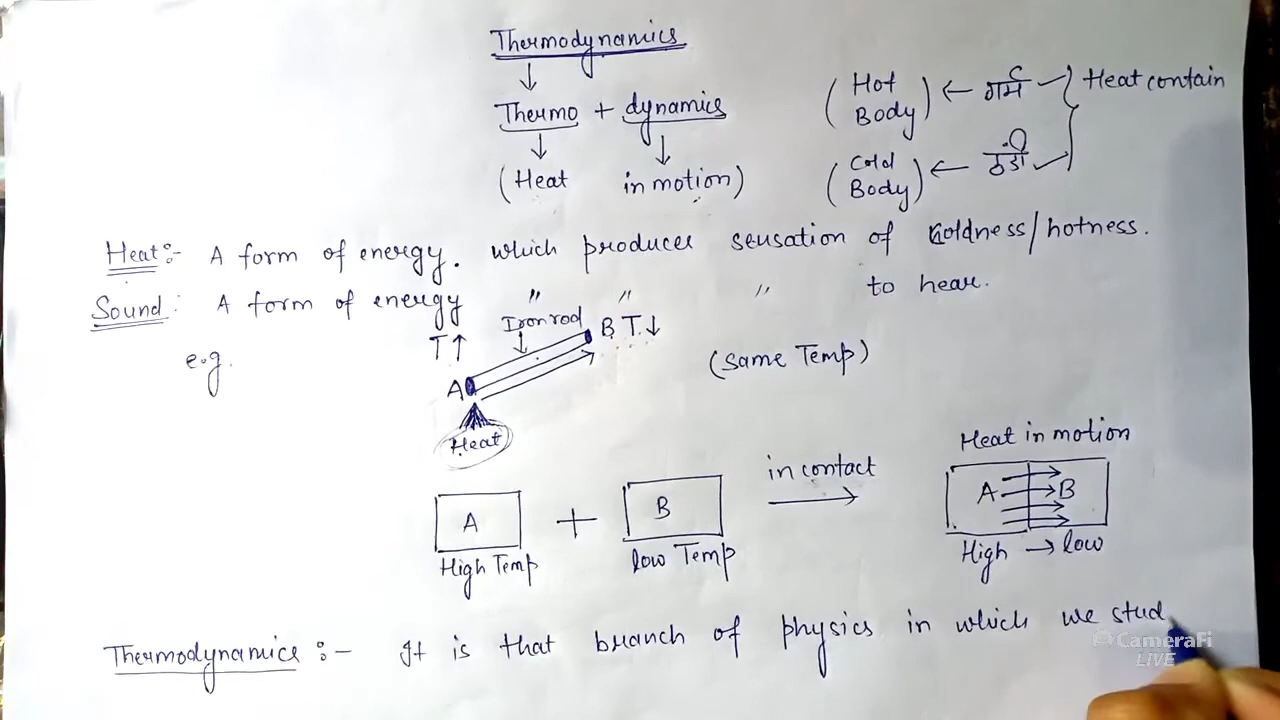 Thermodynamics
↓
Thermo + dynamics
↓ ↓
(Heat in motion)
(Hot Body) ← गर्म Heat contain
(Cold Body) ← ठंडी
Heat:- A form of energy. which produces sensation of coldness/hotness.
Sound: A form of energy " " " to hear.
e.g.
T↑ Iron rod B T.↓
A (Same Temp)
Heat
Heat in motion
A + B in contact → A B
High Temp low Temp High → low
Thermodynamics:- It is that branch of physics in which we stud
CameraFi
LIVE